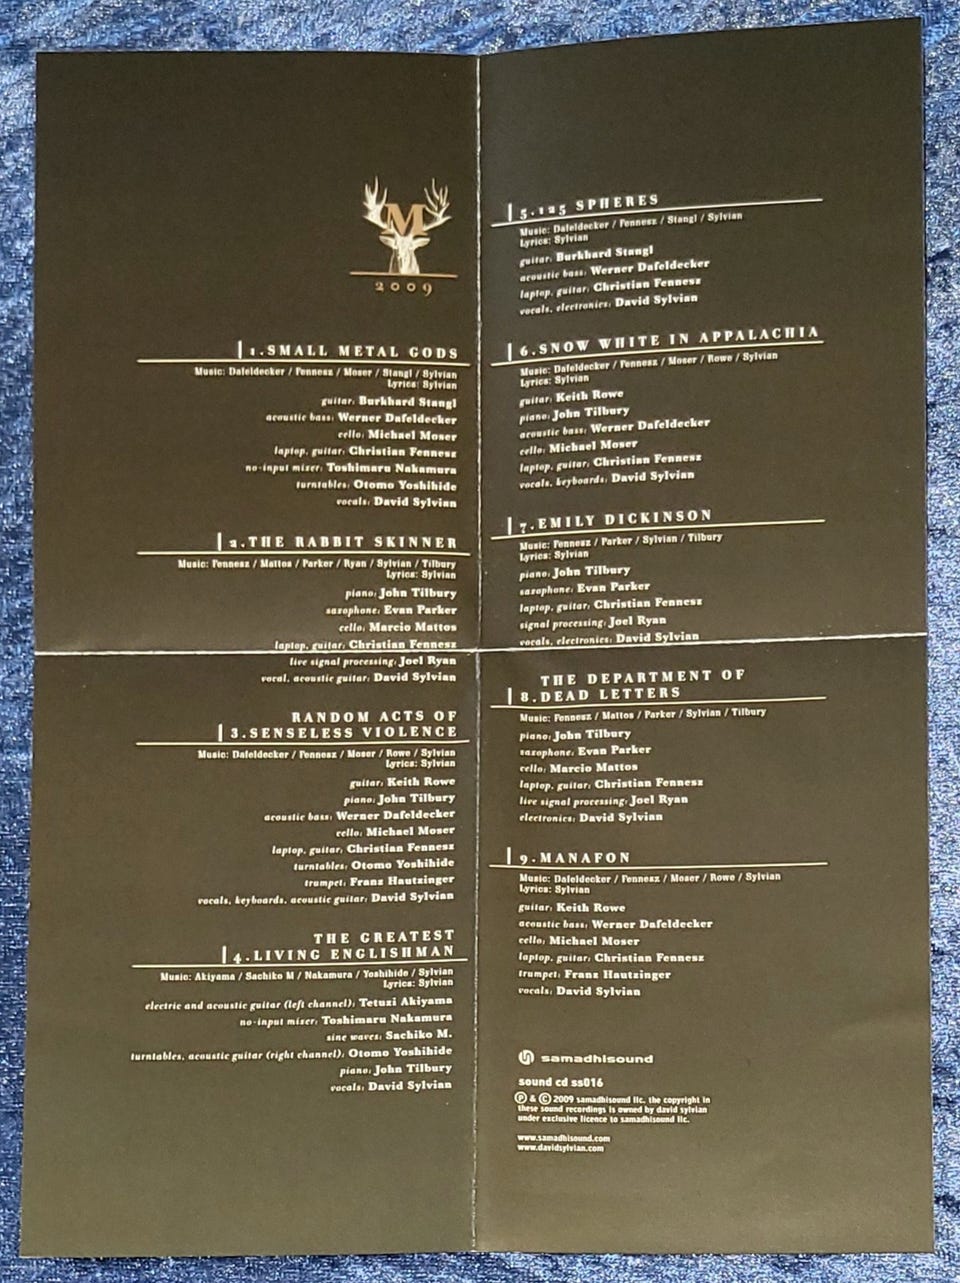 M
2009
1.SMALL METAL GODS
Music: Dafeldecker / Fennesz / Moser / Stangl / Sylvian
Lyrics: Sylvian
guitar: Burkhard Stangl
acoustic bass: Werner Dafeldecker
cello: Michael Moser
laptop, guitar: Christian Fennesz
no-input mixer: Toshimaru Nakamura
turntables: Otomo Yoshihide
vocals: David Sylvian
2.THE RABBIT SKINNER
Music: Fennesz / Mattos / Parker / Ryan / Sylvian / Tilbury
Lyrics: Sylvian
piano: John Tilbury
saxophone: Evan Parker
cello: Marcio Mattos
laptop, guitar: Christian Fennesz
live signal processing: Joel Ryan
vocal, acoustic guitar: David Sylvian
RANDOM ACTS OF
3.SENSELESS VIOLENCE
Music: Dafeldecker / Fennesz / Moser / Rowe / Sylvian
Lyrics: Sylvian
guitar: Keith Rowe
piano: John Tilbury
acoustic bass: Werner Dafeldecker
cello: Michael Moser
laptop, guitar: Christian Fennesz
turntables: Otomo Yoshihide
trumpet: Franz Hautzinger
vocals, keyboards, acoustic guitar: David Sylvian
THE GREATEST
4.LIVING ENGLISHMAN
Music: Akiyama / Sachiko M / Nakamura / Yoshihide / Sylvian
Lyrics: Sylvian
electric and acoustic guitar (left channel): Tetuzi Akiyama
no-input mixer: Toshimaru Nakamura
sine waves: Sachiko M.
turntables, acoustic guitar (right channel): Otomo Yoshihide
piano: John Tilbury
vocals: David Sylvian
5.125 SPHERES
Music: Dafeldecker / Fennesz / Stangl / Sylvian
Lyrics: Sylvian
guitar: Burkhard Stangl
acoustic bass: Werner Dafeldecker
laptop, guitar: Christian Fennesz
vocals, electronics: David Sylvian
6.SNOW WHITE IN APPALACHIA
Music: Dafeldecker / Fennesz / Moser / Rowe / Sylvian
Lyrics: Sylvian
guitar: Keith Rowe
piano: John Tilbury
acoustic bass: Werner Dafeldecker
cello: Michael Moser
laptop, guitar: Christian Fennesz
vocals, keyboards: David Sylvian
7.EMILY DICKINSON
Music: Fennesz / Parker / Sylvian / Tilbury
Lyrics: Sylvian
piano: John Tilbury
saxophone: Evan Parker
laptop, guitar: Christian Fennesz
signal processing: Joel Ryan
vocals, electronics: David Sylvian
THE DEPARTMENT OF
8.DEAD LETTERS
Music: Fennesz / Mattos / Parker / Sylvian / Tilbury
piano: John Tilbury
saxophone: Evan Parker
cello: Marcio Mattos
laptop, guitar: Christian Fennesz
live signal processing: Joel Ryan
electronics: David Sylvian
9.MANAFON
Music: Dafeldecker / Fennesz / Moser / Rowe / Sylvian
Lyrics: Sylvian
guitar: Keith Rowe
acoustic bass: Werner Dafeldecker
cello: Michael Moser
laptop, guitar: Christian Fennesz
trumpet: Franz Hautzinger
vocals: David Sylvian
samadhisound
sound cd ss016
℗ & © 2009 samadhisound llc. the copyright in
these sound recordings is owned by david sylvian
under exclusive licence to samadhisound llc.
www.samadhisound.com
www.davidsylvian.com